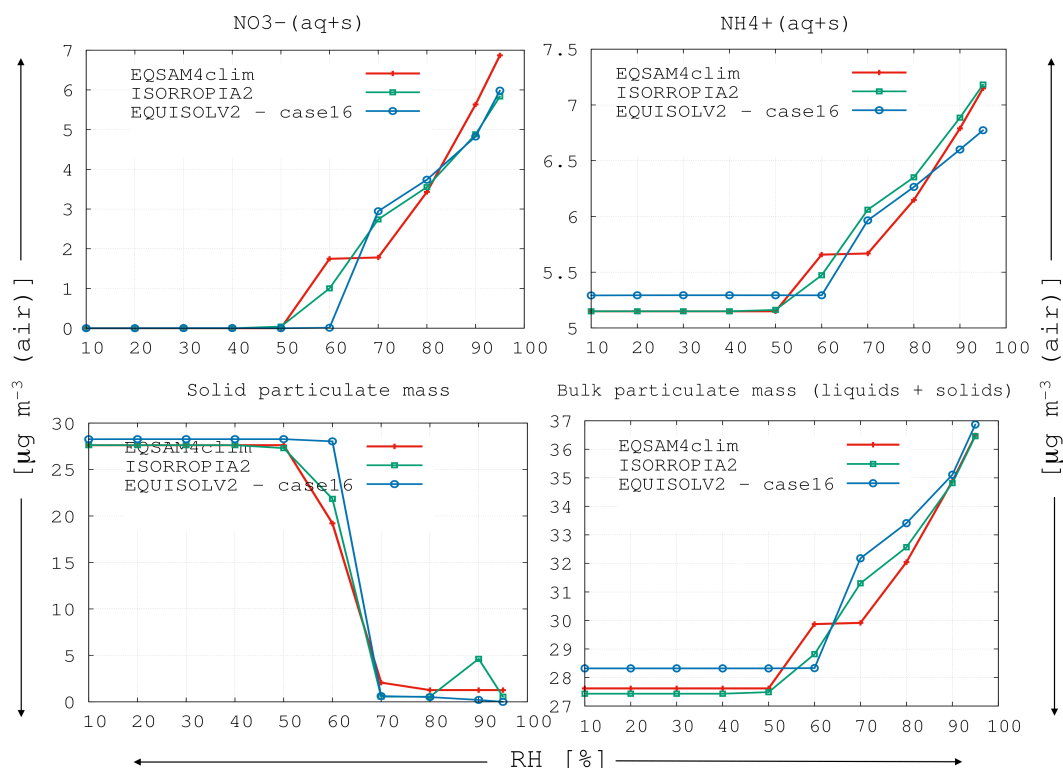 NO3-(aq+s)
EQSAM4clim
ISORROPIA2
EQUISOLV2 - case16
7
6
5
4
3
2
1
0
10 20 30 40 50 60 70 80 90 100
NH4+(aq+s)
EQSAM4clim
ISORROPIA2
EQUISOLV2 - case16
7.5
7
6.5
6
5.5
5
10 20 30 40 50 60 70 80 90 100
Solid particulate mass
EQSAM4clim
ISORROPIA2
EQUISOLV2 - case16
30
25
20
15
10
5
0
10 20 30 40 50 60 70 80 90 100
Bulk particulate mass (liquids + solids)
EQSAM4clim
ISORROPIA2
EQUISOLV2 - case16
37
36
35
34
33
32
31
30
29
28
27
10 20 30 40 50 60 70 80 90 100
[µg m⁻³ (air)]
[µg m⁻³ (air)]
RH [%]